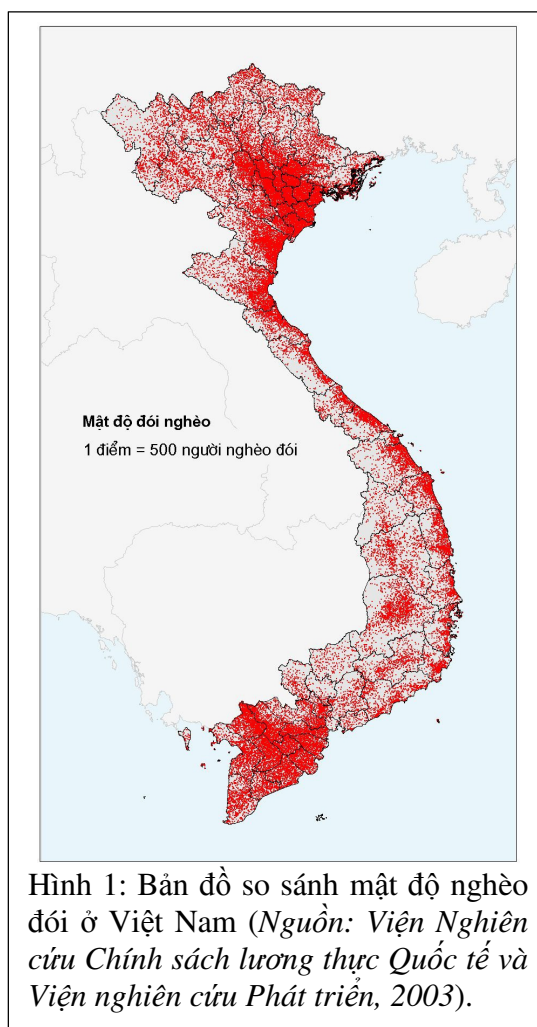 Mật độ đói nghèo
1 điểm = 500 người nghèo đói
Hình 1: Bản đồ so sánh mật độ nghèo
đói ở Việt Nam (Nguồn: Viện Nghiên
cứu Chính sách lương thực Quốc tế và
Viện nghiên cứu Phát triển, 2003).